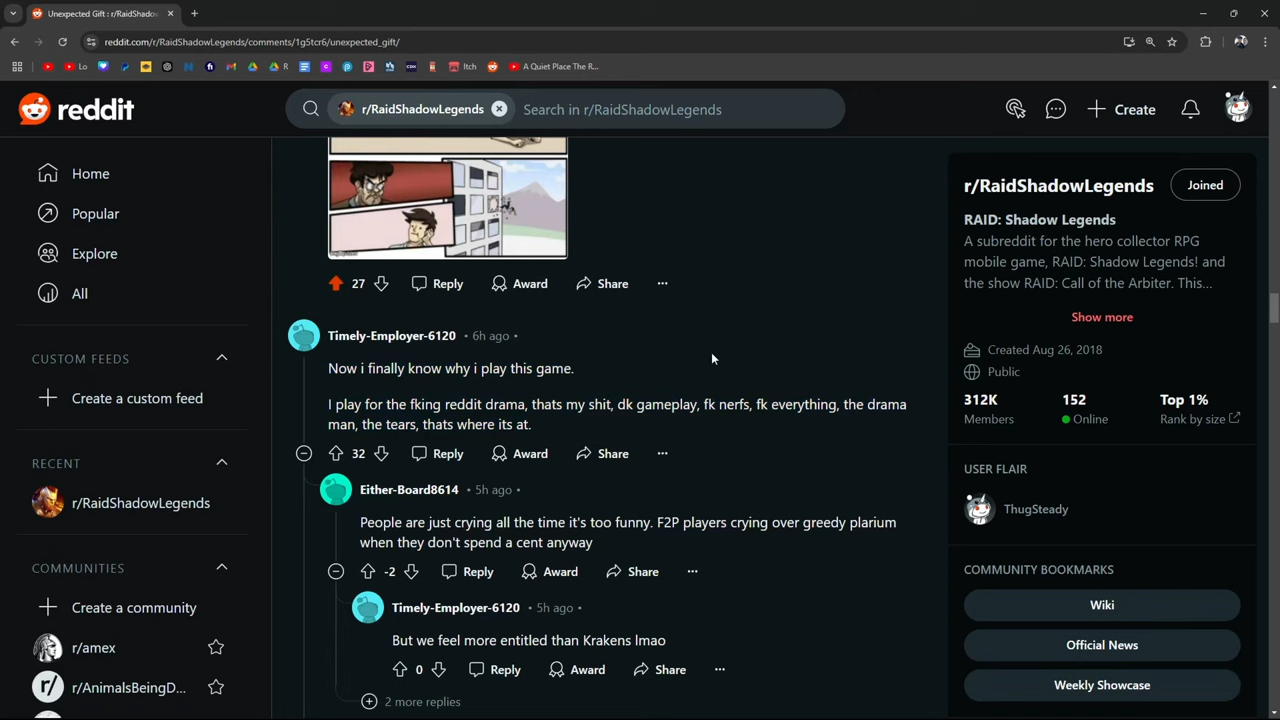 Unexpected Gift : r/RaidShado
reddit.com/r/RaidShadowLegends/comments/1g5tcr6/unexpected_gift/
Lo
R
Itch
A Quiet Place The R...
reddit
r/RaidShadowLegends
Search in r/RaidShadowLegends
Create
Home
Popular
Explore
All
CUSTOM FEEDS
Create a custom feed
RECENT
r/RaidShadowLegends
COMMUNITIES
Create a community
r/amex
r/AnimalsBeingD...
27 Reply Award Share
Timely-Employer-6120 • 6h ago •
Now i finally know why i play this game.
I play for the fking reddit drama, thats my shit, dk gameplay, fk nerfs, fk everything, the drama
man, the tears, thats where its at.
32 Reply Award Share
Either-Board8614 • 5h ago •
People are just crying all the time it's too funny. F2P players crying over greedy plarium
when they don't spend a cent anyway
-2 Reply Award Share
Timely-Employer-6120 • 5h ago •
But we feel more entitled than Krakens lmao
0 Reply Award Share
2 more replies
r/RaidShadowLegends Joined
RAID: Shadow Legends
A subreddit for the hero collector RPG
mobile game, RAID: Shadow Legends! and
the show RAID: Call of the Arbiter. This...
Show more
Created Aug 26, 2018
Public
312K 152 Top 1%
Members Online Rank by size
USER FLAIR
ThugSteady
COMMUNITY BOOKMARKS
Wiki
Official News
Weekly Showcase